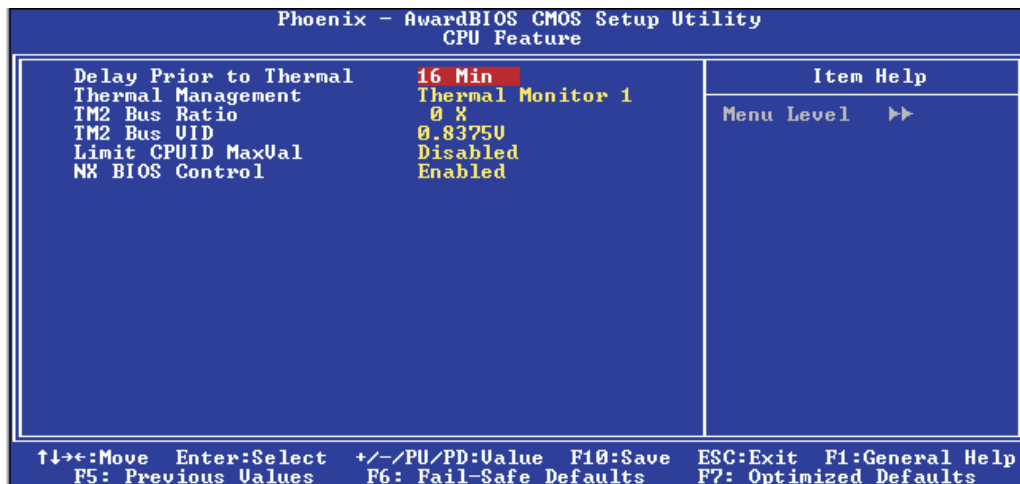 Phoenix - AwardBIOS CMOS Setup Utility
CPU Feature
Delay Prior to Thermal 16 Min
Thermal Management Thermal Monitor 1
TM2 Bus Ratio 0 X
TM2 Bus VID 0.8375V
Limit CPUID MaxVal Disabled
NX BIOS Control Enabled
Item Help
Menu Level ▸▸
↑↓→←:Move Enter:Select +/-/PU/PD:Value F10:Save ESC:Exit F1:General Help
F5: Previous Values F6: Fail-Safe Defaults F7: Optimized Defaults